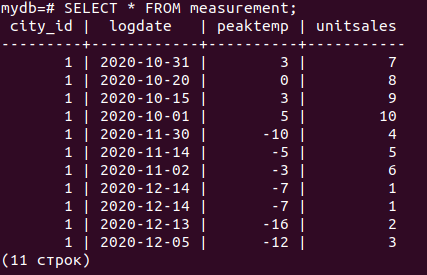 mydb=# SELECT * FROM measurement;
 city_id |  logdate   | peaktemp | unitsales
---------+------------+----------+-----------
       1 | 2020-10-31 |        3 |         7
       1 | 2020-10-20 |        0 |         8
       1 | 2020-10-15 |        3 |         9
       1 | 2020-10-01 |        5 |        10
       1 | 2020-11-30 |      -10 |         4
       1 | 2020-11-14 |       -5 |         5
       1 | 2020-11-02 |       -3 |         6
       1 | 2020-12-14 |       -7 |         1
       1 | 2020-12-14 |       -7 |         1
       1 | 2020-12-13 |      -16 |         2
       1 | 2020-12-05 |      -12 |         3
(11 строк)